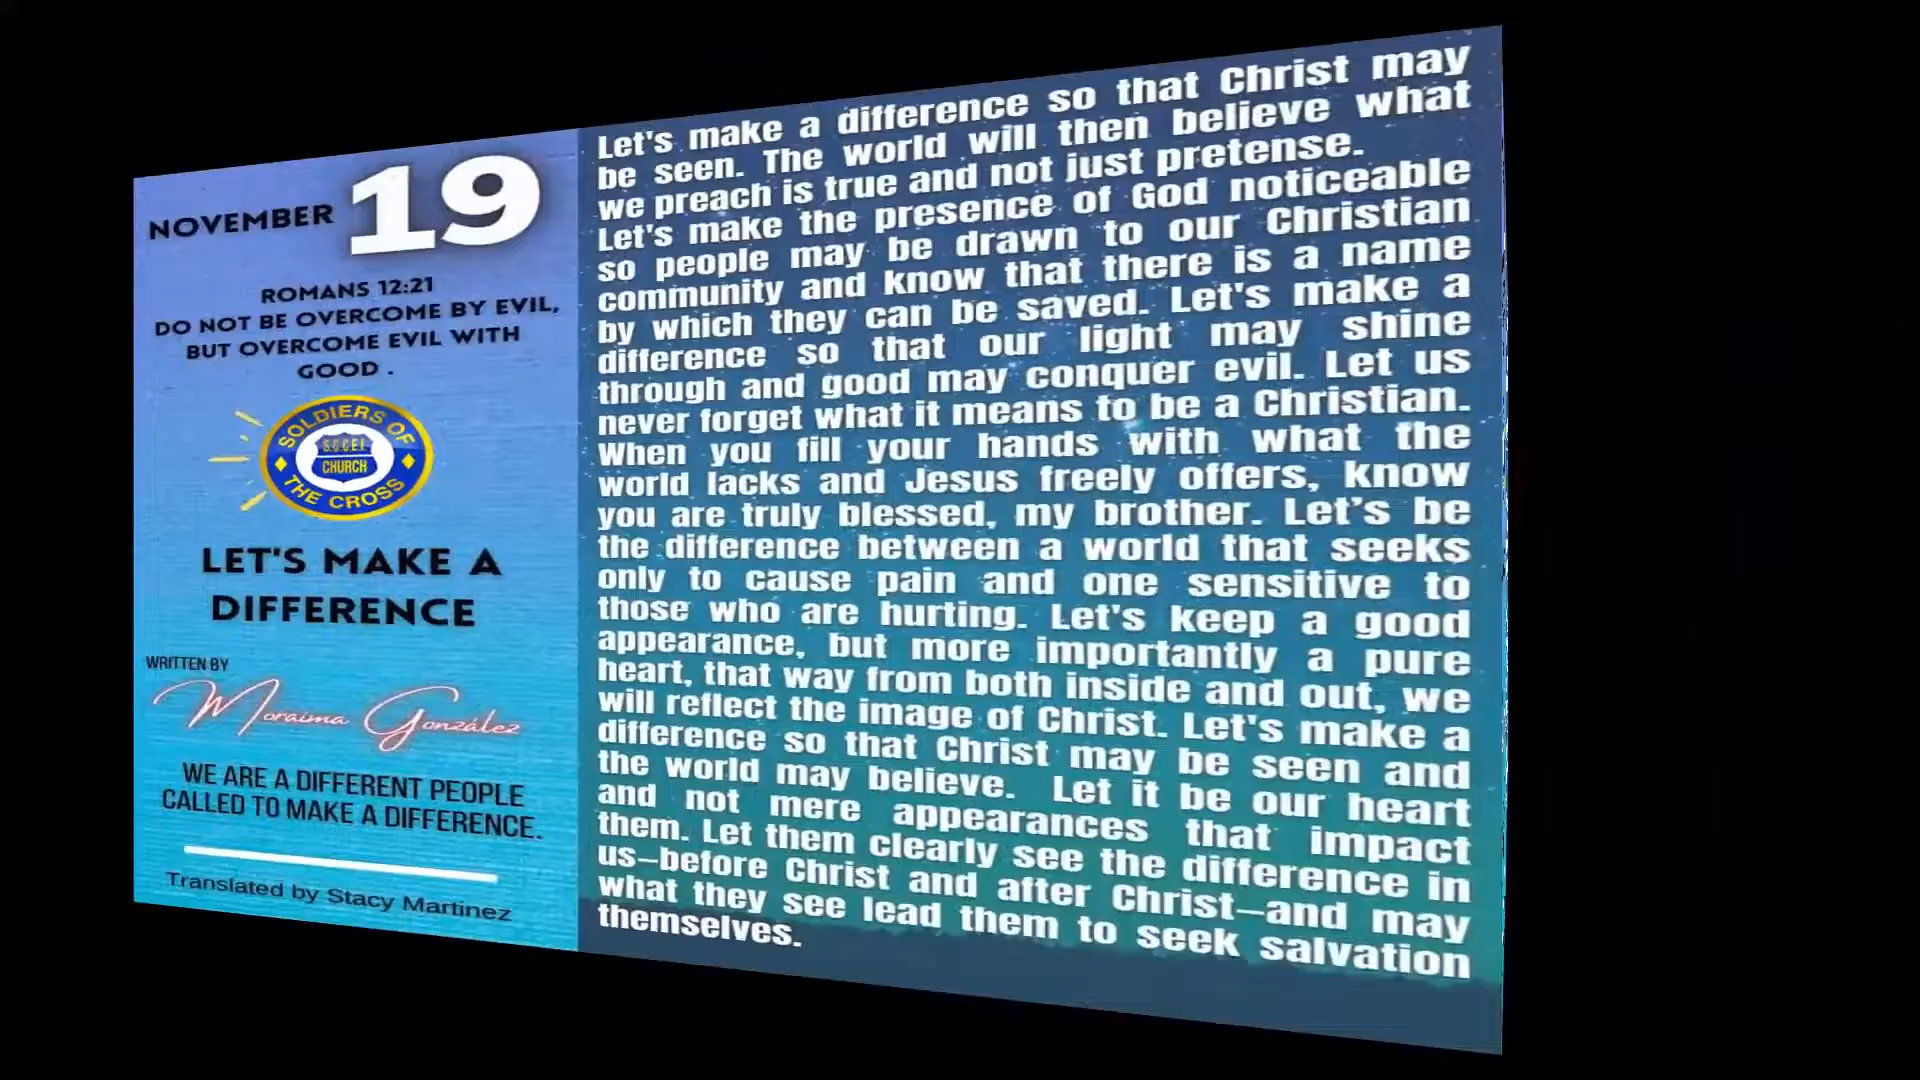 NOVEMBER 19
ROMANS 12:21
DO NOT BE OVERCOME BY EVIL,
BUT OVERCOME EVIL WITH
GOOD .
SOLDIERS OF
S.C.C.E.I.
CHURCH
THE CROSS
LET'S MAKE A
DIFFERENCE
WRITTEN BY
Moraima González
WE ARE A DIFFERENT PEOPLE
CALLED TO MAKE A DIFFERENCE.
Translated by Stacy Martinez
Let's make a difference so that Christ may
be seen. The world will then believe what
we preach is true and not just pretense.
Let's make the presence of God noticeable
so people may be drawn to our Christian
community and know that there is a name
by which they can be saved. Let's make a
difference so that our light may shine
through and good may conquer evil. Let us
never forget what it means to be a Christian.
When you fill your hands with what the
world lacks and Jesus freely offers, know
you are truly blessed, my brother. Let’s be
the difference between a world that seeks
only to cause pain and one sensitive to
those who are hurting. Let's keep a good
appearance, but more importantly a pure
heart, that way from both inside and out, we
will reflect the image of Christ. Let's make a
difference so that Christ may be seen and
the world may believe. Let it be our heart
and not mere appearances that impact
them. Let them clearly see the difference in
us—before Christ and after Christ—and may
what they see lead them to seek salvation
themselves.